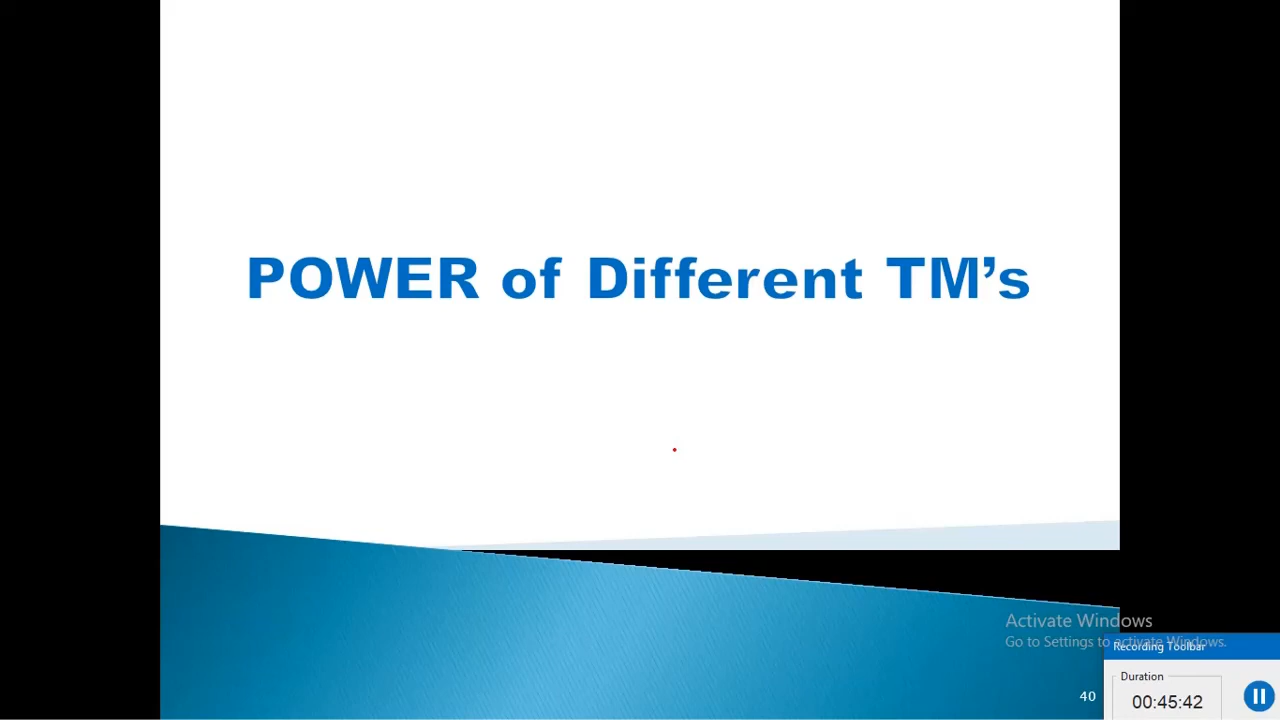 POWER of Different TM’s
Activate Windows
Go to Settings to activate Windows.
Recording Toolbar
Duration
40
00:45:42